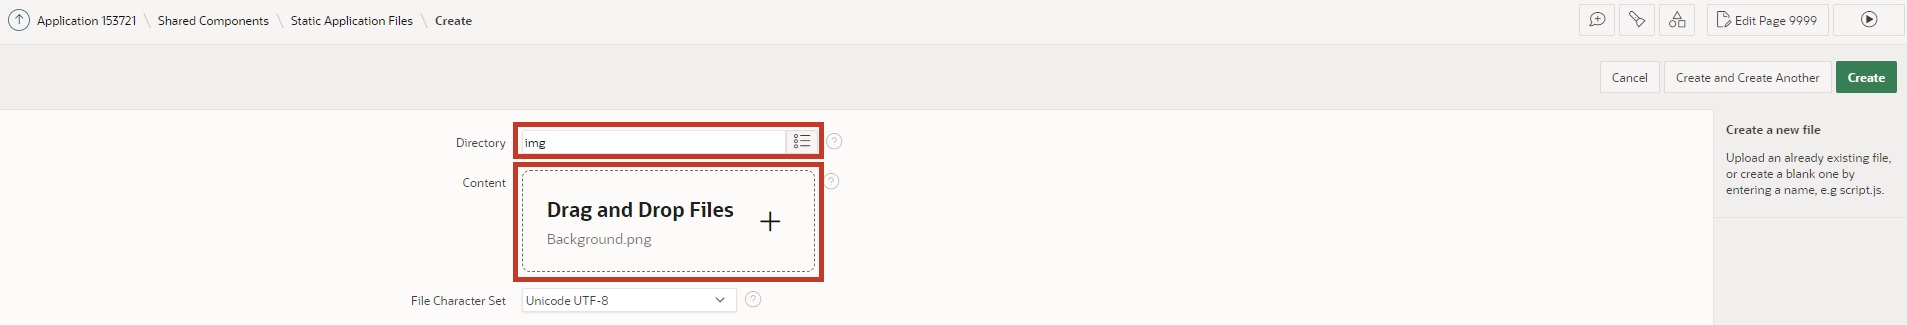 Application 153721 \ Shared Components \ Static Application Files \ Create
Edit Page 9999
Cancel
Create and Create Another
Create
Directory
img
?
Content
Drag and Drop Files
Background.png
?
File Character Set
Unicode UTF-8
?
Create a new file
Upload an already existing file,
or create a blank one by
entering a name, e.g script.js.